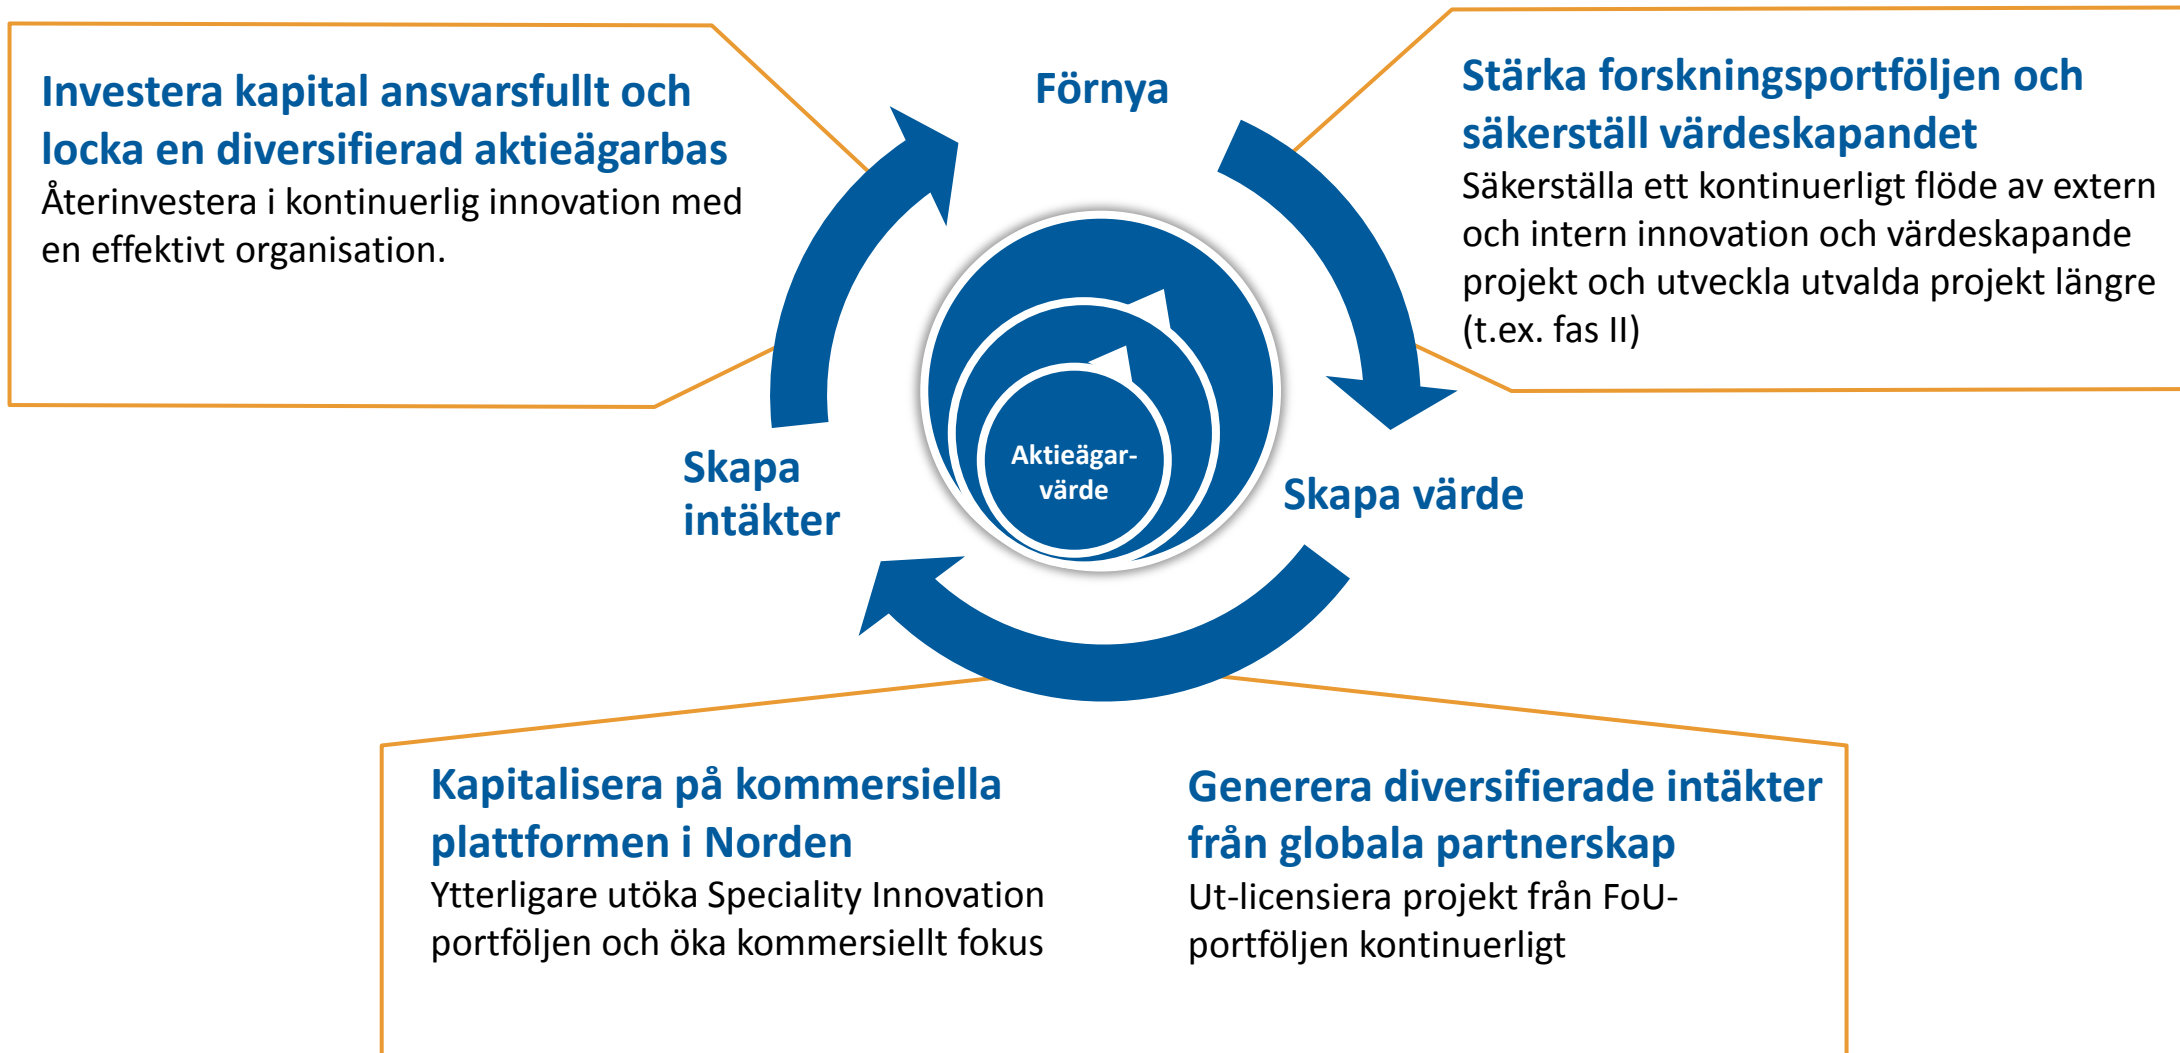 Investera kapital ansvarsfullt och
locka en diversifierad aktieägarbas
Återinvestera i kontinuerlig innovation med
en effektivt organisation.
Förnya
Stärka forskningsportföljen och
säkerställ värdeskapandet
Säkerställa ett kontinuerligt flöde av extern
och intern innovation och värdeskapande
projekt och utveckla utvalda projekt längre
(t.ex. fas II)
Skapa
intäkter
Aktieägar-
värde
Skapa värde
Kapitalisera på kommersiella
plattformen i Norden
Ytterligare utöka Speciality Innovation
portföljen och öka kommersiellt fokus
Generera diversifierade intäkter
från globala partnerskap
Ut-licensiera projekt från FoU-
portföljen kontinuerligt